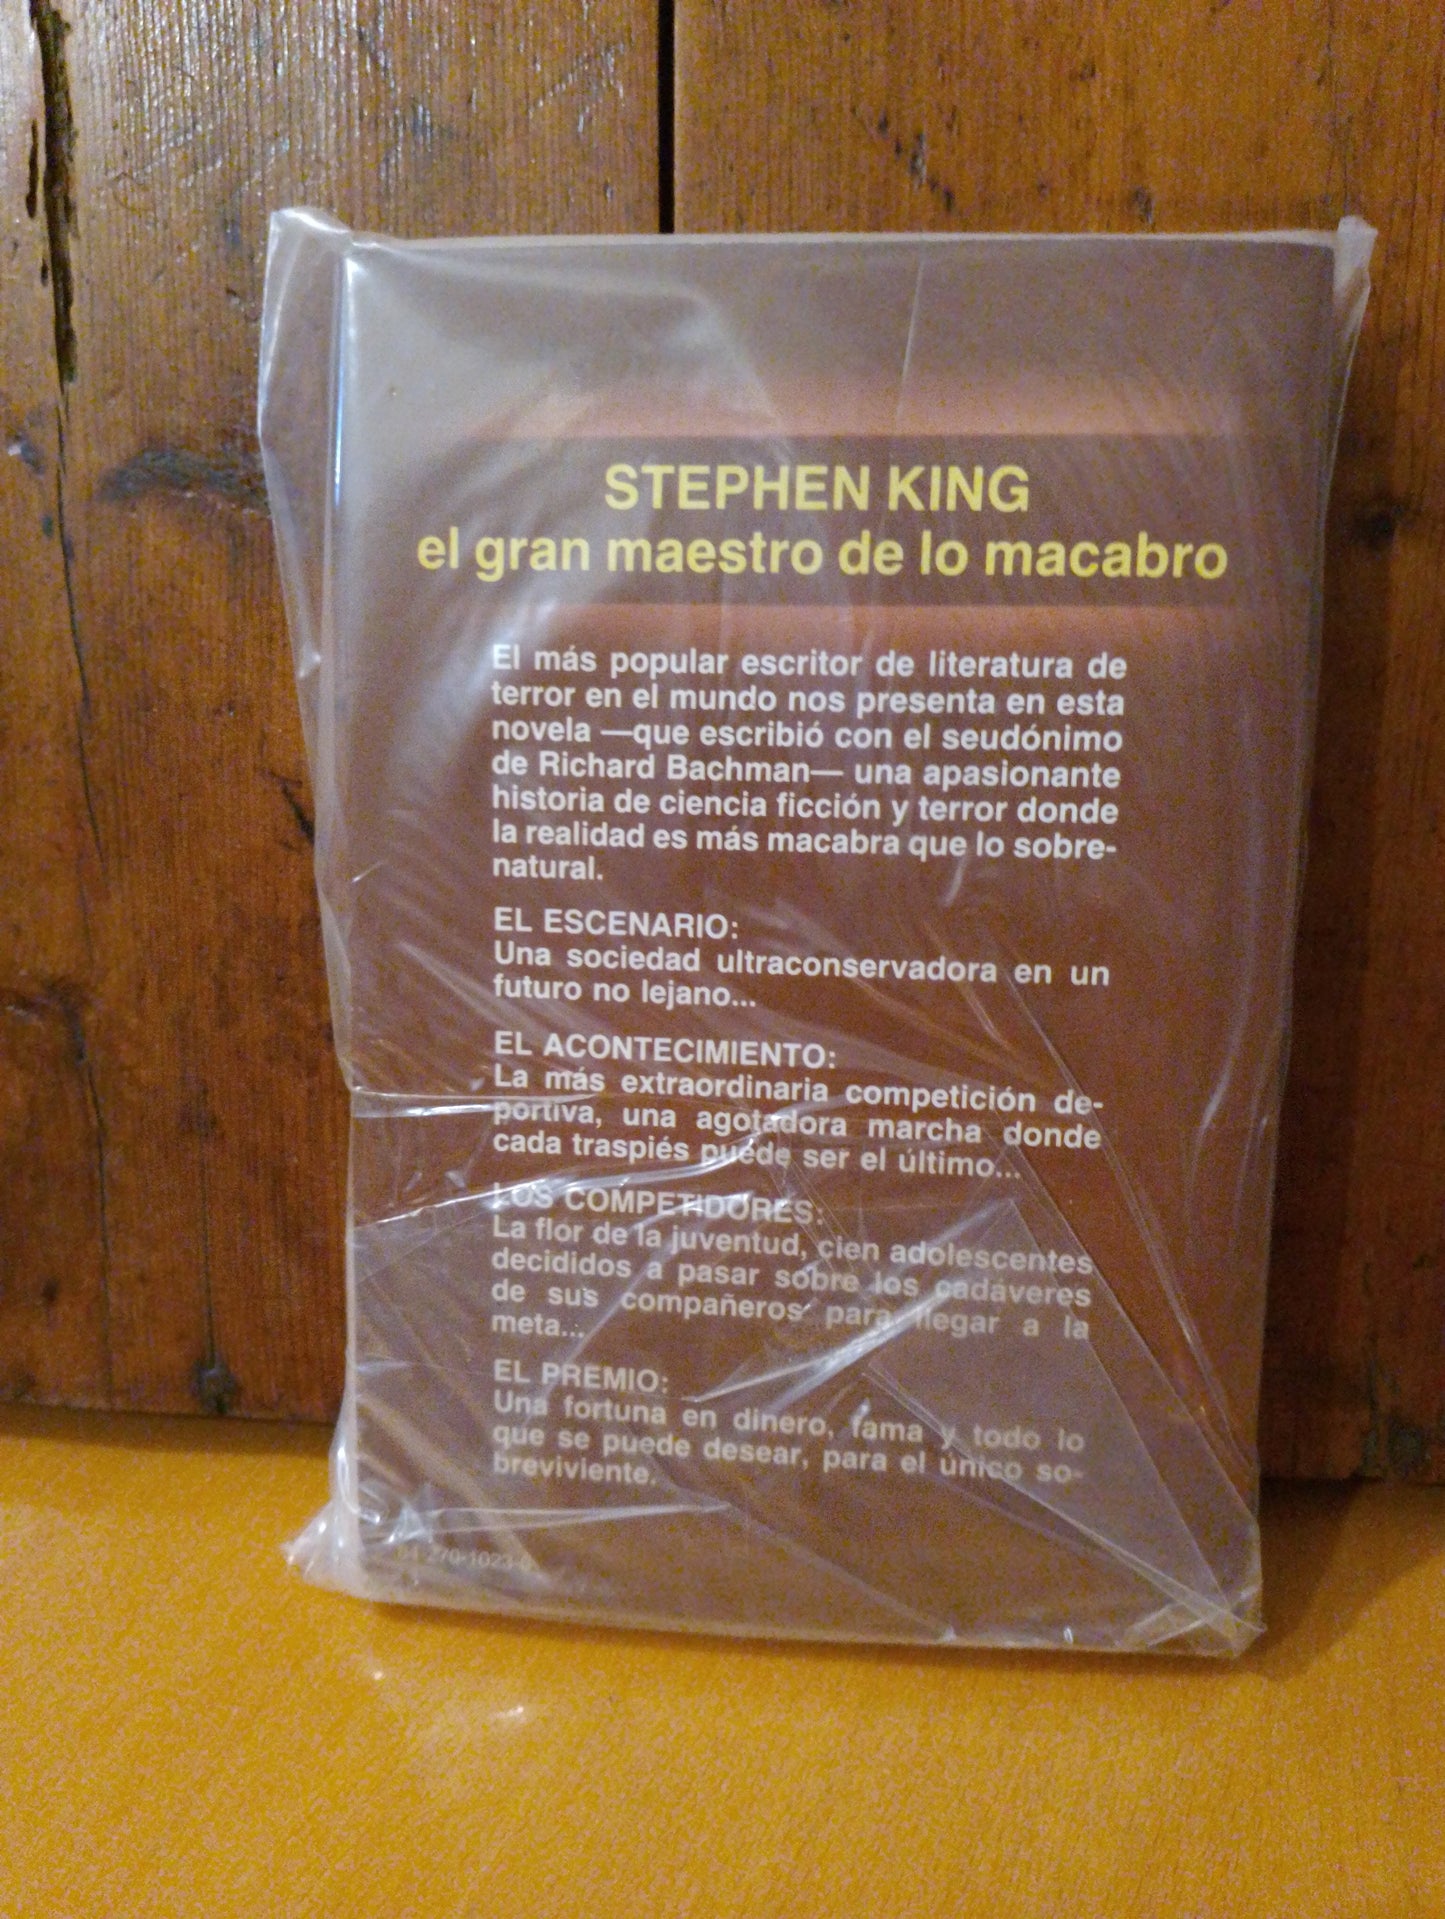 STEPHEN KING
el gran maestro de lo macabro
El más popular escritor de literatura de
terror en el mundo nos presenta en esta
novela —que escribió con el seudónimo
de Richard Bachman— una apasionante
historia de ciencia ficción y terror donde
la realidad es más macabra que lo sobre-
natural.
EL ESCENARIO:
Una sociedad ultraconservadora en un
futuro no lejano...
EL ACONTECIMIENTO:
La más extraordinaria competición de-
portiva, una agotadora marcha donde
cada traspiés puede ser el último...
LOS COMPETIDORES:
La flor de la juventud, cien adolescentes
decididos a pasar sobre los cadáveres
de sus compañeros para llegar a la
meta...
EL PREMIO:
Una fortuna en dinero, fama y todo lo
que se puede desear, para el único so-
breviviente.